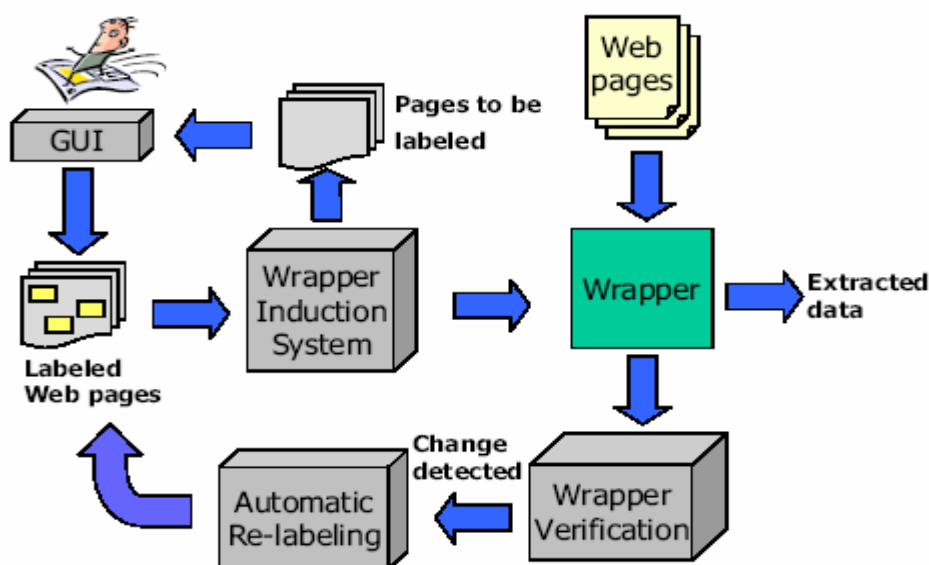 Web
pages
Pages to be
labeled
GUI
Wrapper
Induction
System
Wrapper
Extracted
data
Labeled
Web pages
Change
detected
Automatic
Re-labeling
Wrapper
Verification